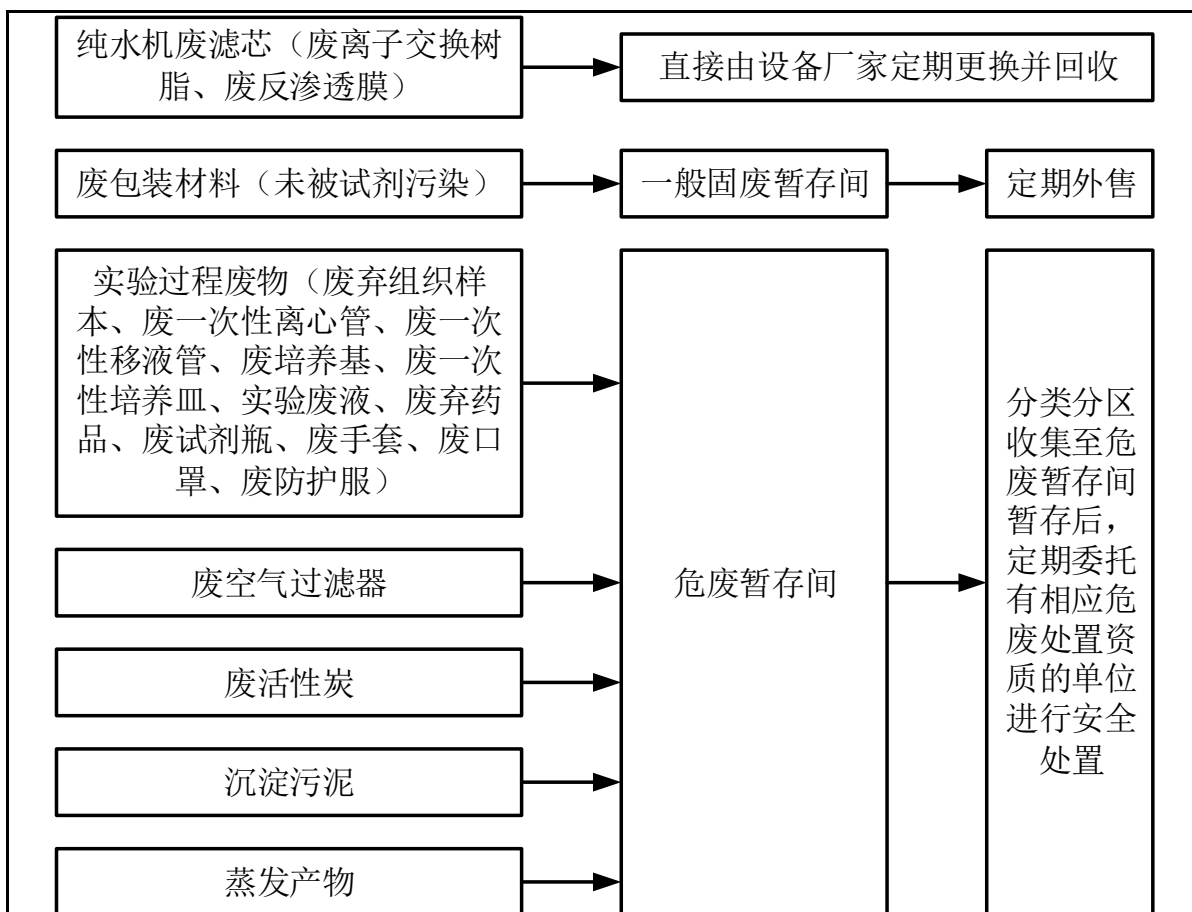 纯水机废滤芯（废离子交换树
脂、废反渗透膜）
直接由设备厂家定期更换并回收
废包装材料（未被试剂污染）
一般固废暂存间
定期外售
实验过程废物（废弃组织样
本、废一次性离心管、废一次
性移液管、废培养基、废一次
性培养皿、实验废液、废弃药
品、废试剂瓶、废手套、废口
罩、废防护服）
废空气过滤器
废活性炭
沉淀污泥
蒸发产物
危废暂存间
分类分区
收集至危
废暂存间
暂存后，
定期委托
有相应危
废处置资
质的单位
进行安全
处置